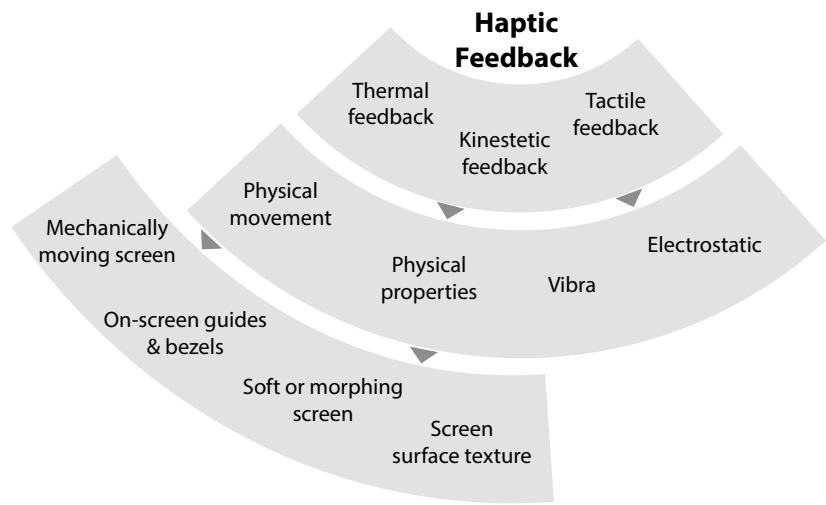 Haptic
Feedback
Thermal
feedback
Kinestetic
feedback
Tactile
feedback
Physical
movement
Physical
properties
Vibra
Electrostatic
Mechanically
moving screen
On-screen guides
& bezels
Soft or morphing
screen
Screen
surface texture